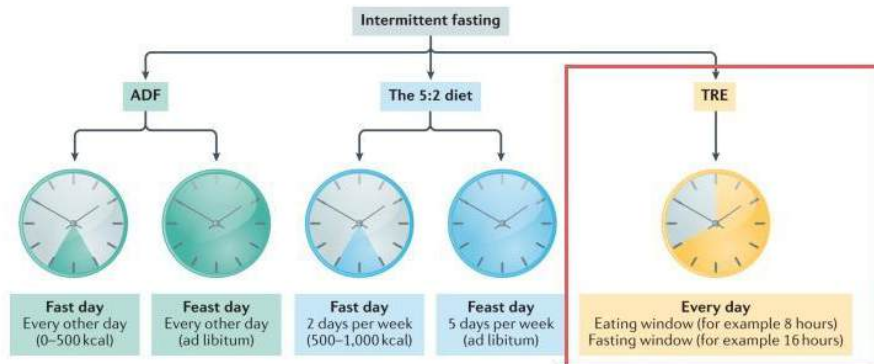 Intermittent fasting
ADF
The 5:2 diet
TRE
Fast day
Every other day
(0–500 kcal)
Feast day
Every other day
(ad libitum)
Fast day
2 days per week
(500–1,000 kcal)
Feast day
5 days per week
(ad libitum)
Every day
Eating window (for example 8 hours)
Fasting window (for example 16 hours)